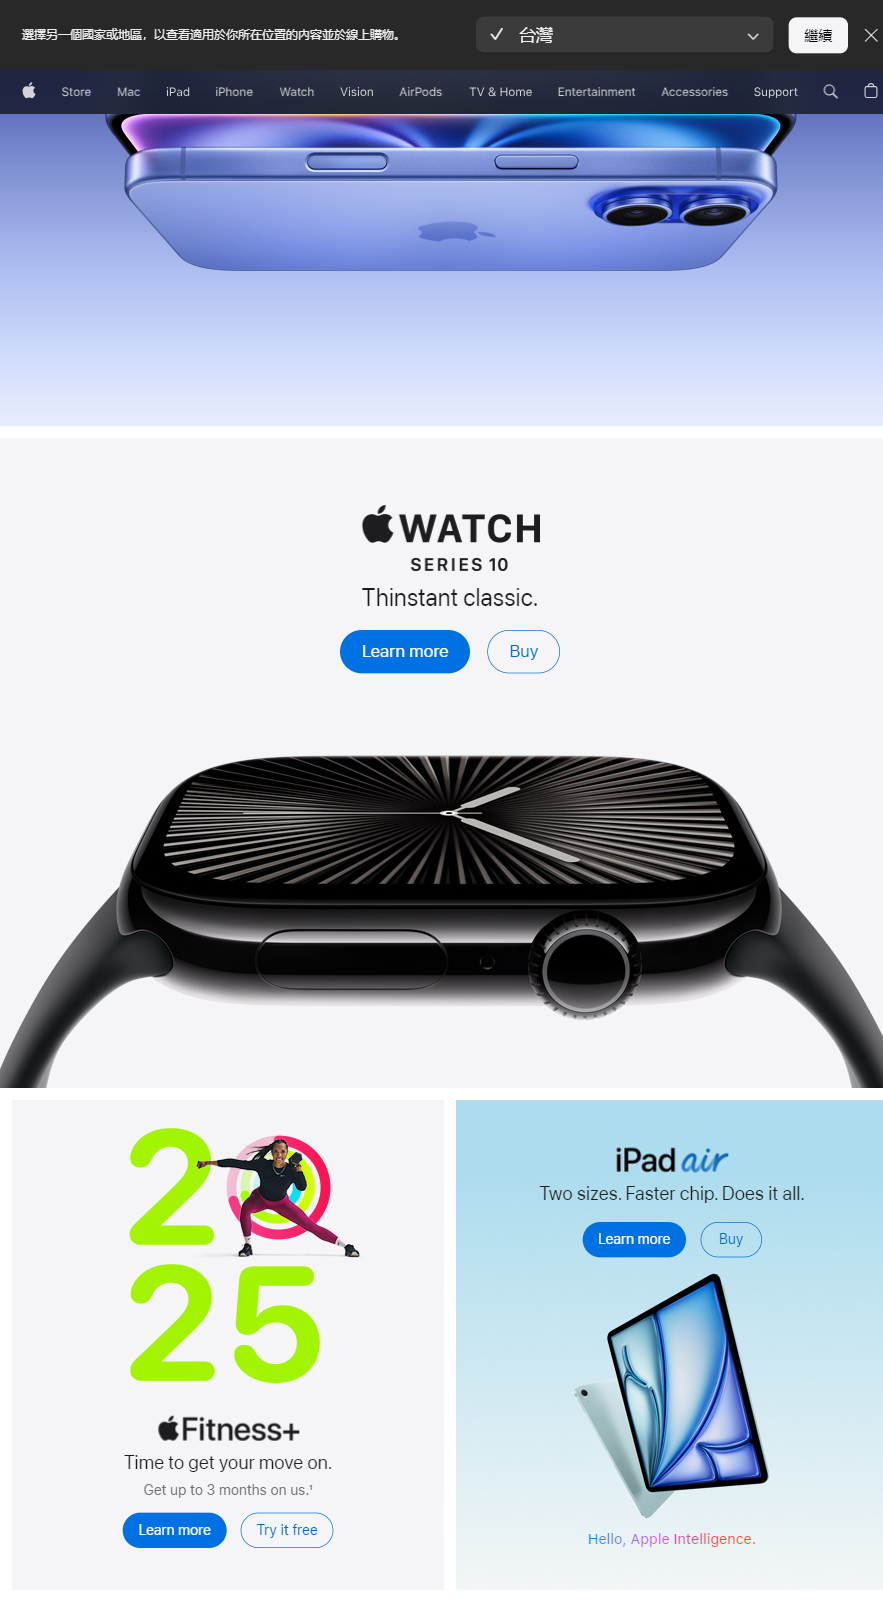 選擇另一個國家或地區，以查看適用於你所在位置的內容並於線上購物。
台灣
繼續
Store Mac iPad iPhone Watch Vision AirPods TV & Home Entertainment Accessories Support
WATCH
SERIES 10
Thinstant classic.
Learn more Buy
20
25
Fitness+
Time to get your move on.
Get up to 3 months on us.¹
Learn more Try it free
iPad air
Two sizes. Faster chip. Does it all.
Learn more Buy
Hello, Apple Intelligence.